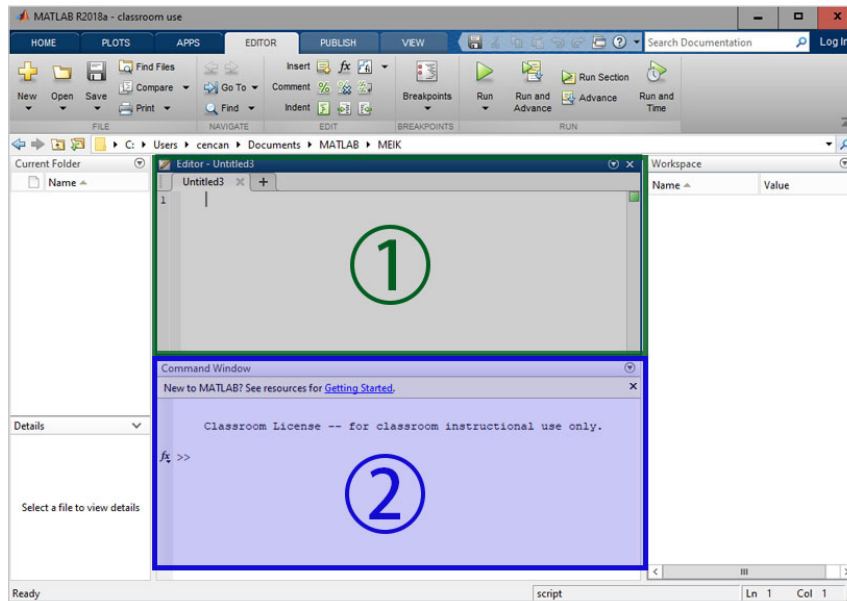 MATLAB R2018a - classroom use
HOME PLOTS APPS EDITOR PUBLISH VIEW Search Documentation Log In
New Open Save Find Files Compare Print
Go To Find
Insert fx
Comment
Indent
Breakpoints
Run Run and Advance Run Section Advance Run and Time
FILE NAVIGATE EDIT BREAKPOINTS RUN
C: Users cencan Documents MATLAB MEIK
Current Folder
Name
Editor - Untitled3
Untitled3
1
①
Workspace
Name Value
Command Window
New to MATLAB? See resources for Getting Started.
Classroom License -- for classroom instructional use only.
fx >>
②
Details
Select a file to view details
Ready script Ln 1 Col 1